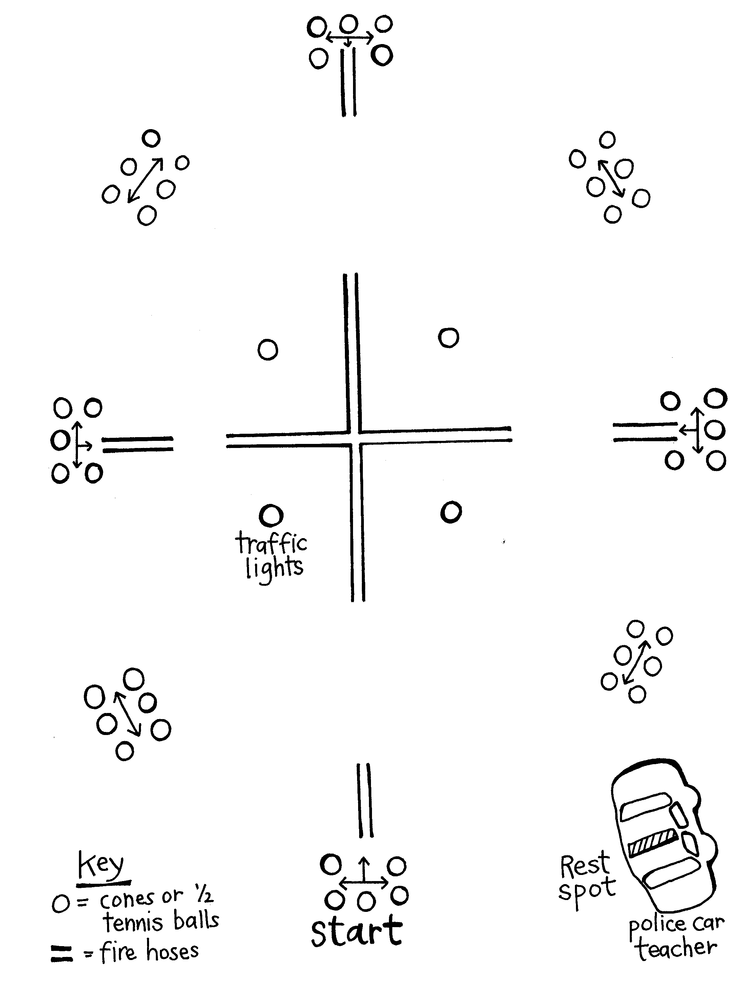 traffic
lights
Key
O = cones or ½
tennis balls
= fire hoses
start
Rest
spot
police car
teacher